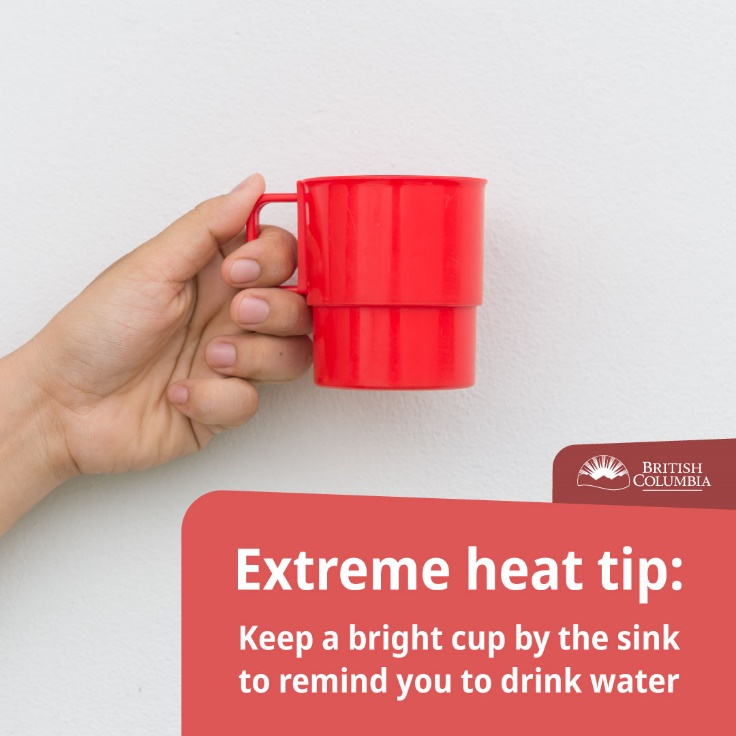 British
Columbia
Extreme heat tip:
Keep a bright cup by the sink
to remind you to drink water